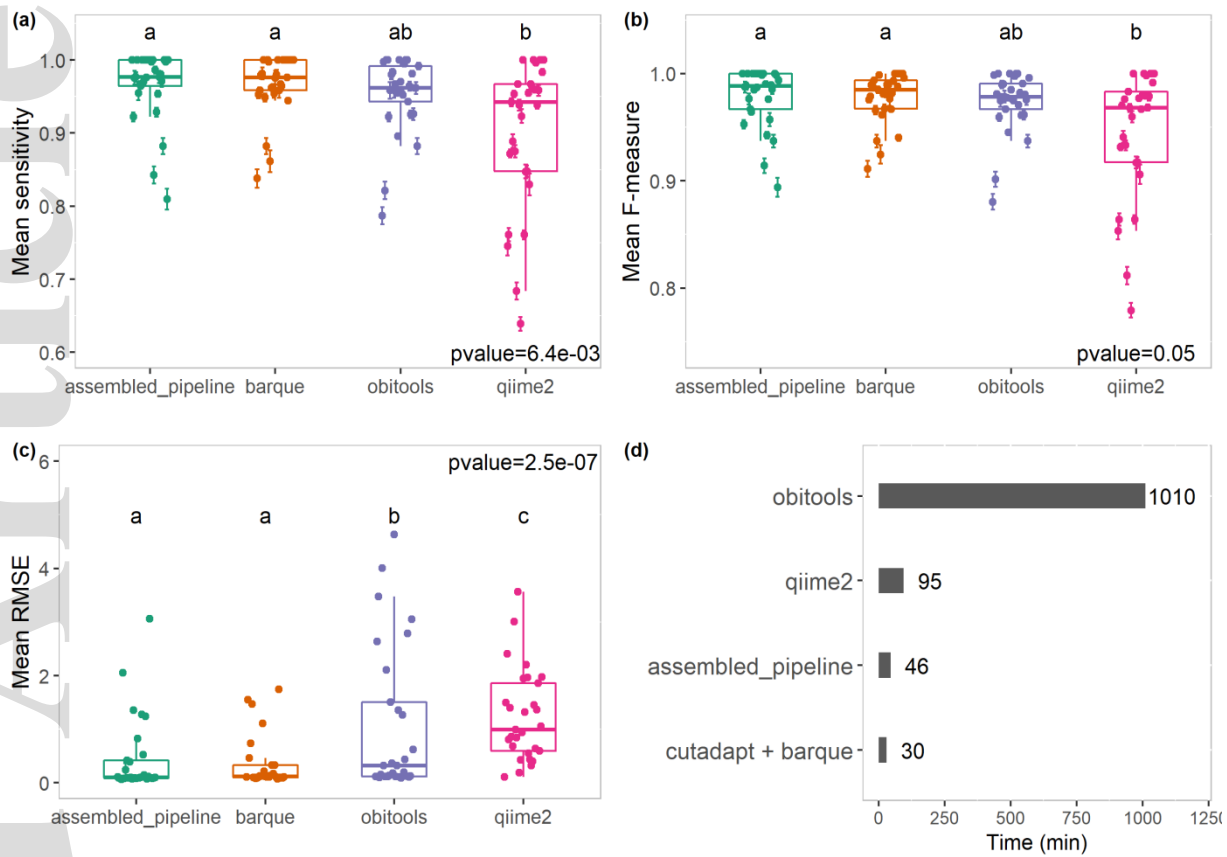 (a)
a a ab b
Mean sensitivity
1.0
0.9
0.8
0.7
0.6
pvalue=6.4e-03
assembled_pipeline barque obitools qiime2
(b)
a a ab b
Mean F-measure
1.0
0.9
0.8
pvalue=0.05
assembled_pipeline barque obitools qiime2
(c)
pvalue=2.5e-07
a a b c
Mean RMSE
6
4
2
0
assembled_pipeline barque obitools qiime2
(d)
obitools 1010
qiime2 95
assembled_pipeline 46
cutadapt + barque 30
0 250 500 750 1000 1250
Time (min)